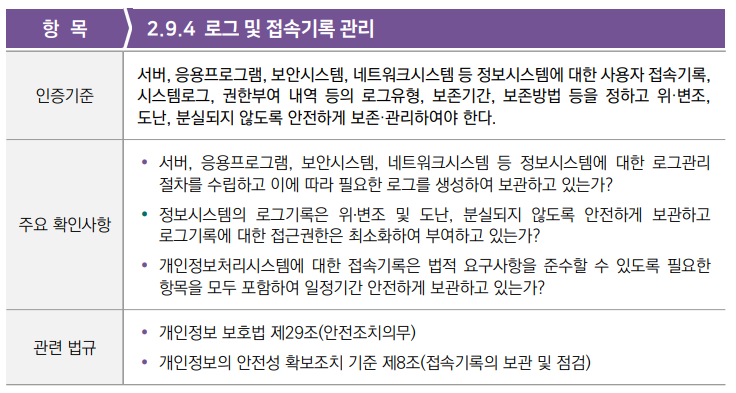 항 목
2.9.4 로그 및 접속기록 관리
인증기준
서버, 응용프로그램, 보안시스템, 네트워크시스템 등 정보시스템에 대한 사용자 접속기록,
시스템로그, 권한부여 내역 등의 로그유형, 보존기간, 보존방법 등을 정하고 위·변조,
도난, 분실되지 않도록 안전하게 보존·관리하여야 한다.
주요 확인사항
• 서버, 응용프로그램, 보안시스템, 네트워크시스템 등 정보시스템에 대한 로그관리
절차를 수립하고 이에 따라 필요한 로그를 생성하여 보관하고 있는가?
• 정보시스템의 로그기록은 위·변조 및 도난, 분실되지 않도록 안전하게 보관하고
로그기록에 대한 접근권한은 최소화하여 부여하고 있는가?
• 개인정보처리시스템에 대한 접속기록은 법적 요구사항을 준수할 수 있도록 필요한
항목을 모두 포함하여 일정기간 안전하게 보관하고 있는가?
관련 법규
• 개인정보 보호법 제29조(안전조치의무)
• 개인정보의 안전성 확보조치 기준 제8조(접속기록의 보관 및 점검)